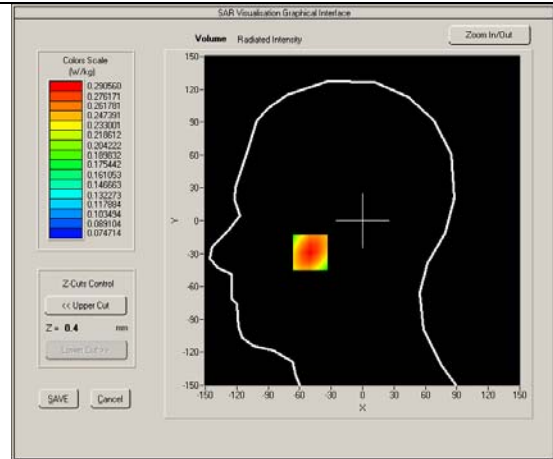 SAR Visualisation Graphical Interface
Volume Radiated Intensity
Zoom In/Out
Colors Scale
(W/kg)
0.290560
0.276171
0.261781
0.247391
0.233001
0.218612
0.204222
0.189832
0.175442
0.161053
0.146663
0.132273
0.117884
0.103494
0.089104
0.074714
Z-Cuts Control
<< Upper Cut
Z = 0.4 mm
Lower Cut >>
SAVE Cancel
150
120
90
60
30
0
-30
-60
-90
-120
-150
Y
-150 -120 -90 -60 -30 0 30 60 90 120 150
X